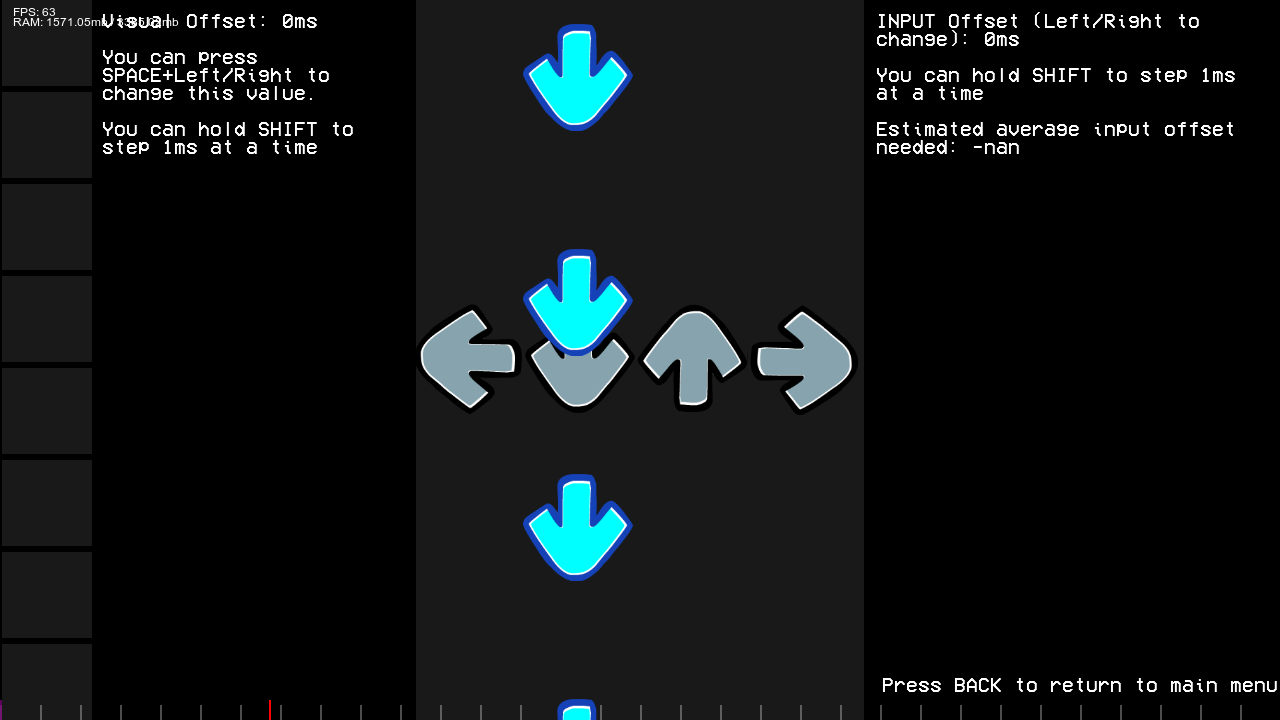 FPS: 63
RAM: 1571.05mb
Visual Offset: 0ms
You can press
SPACE+Left/Right to
change this value.
You can hold SHIFT to
step 1ms at a time
INPUT Offset (Left/Right to
change): 0ms
You can hold SHIFT to step 1ms
at a time
Estimated average input offset
needed: -nan
Press BACK to return to main menu